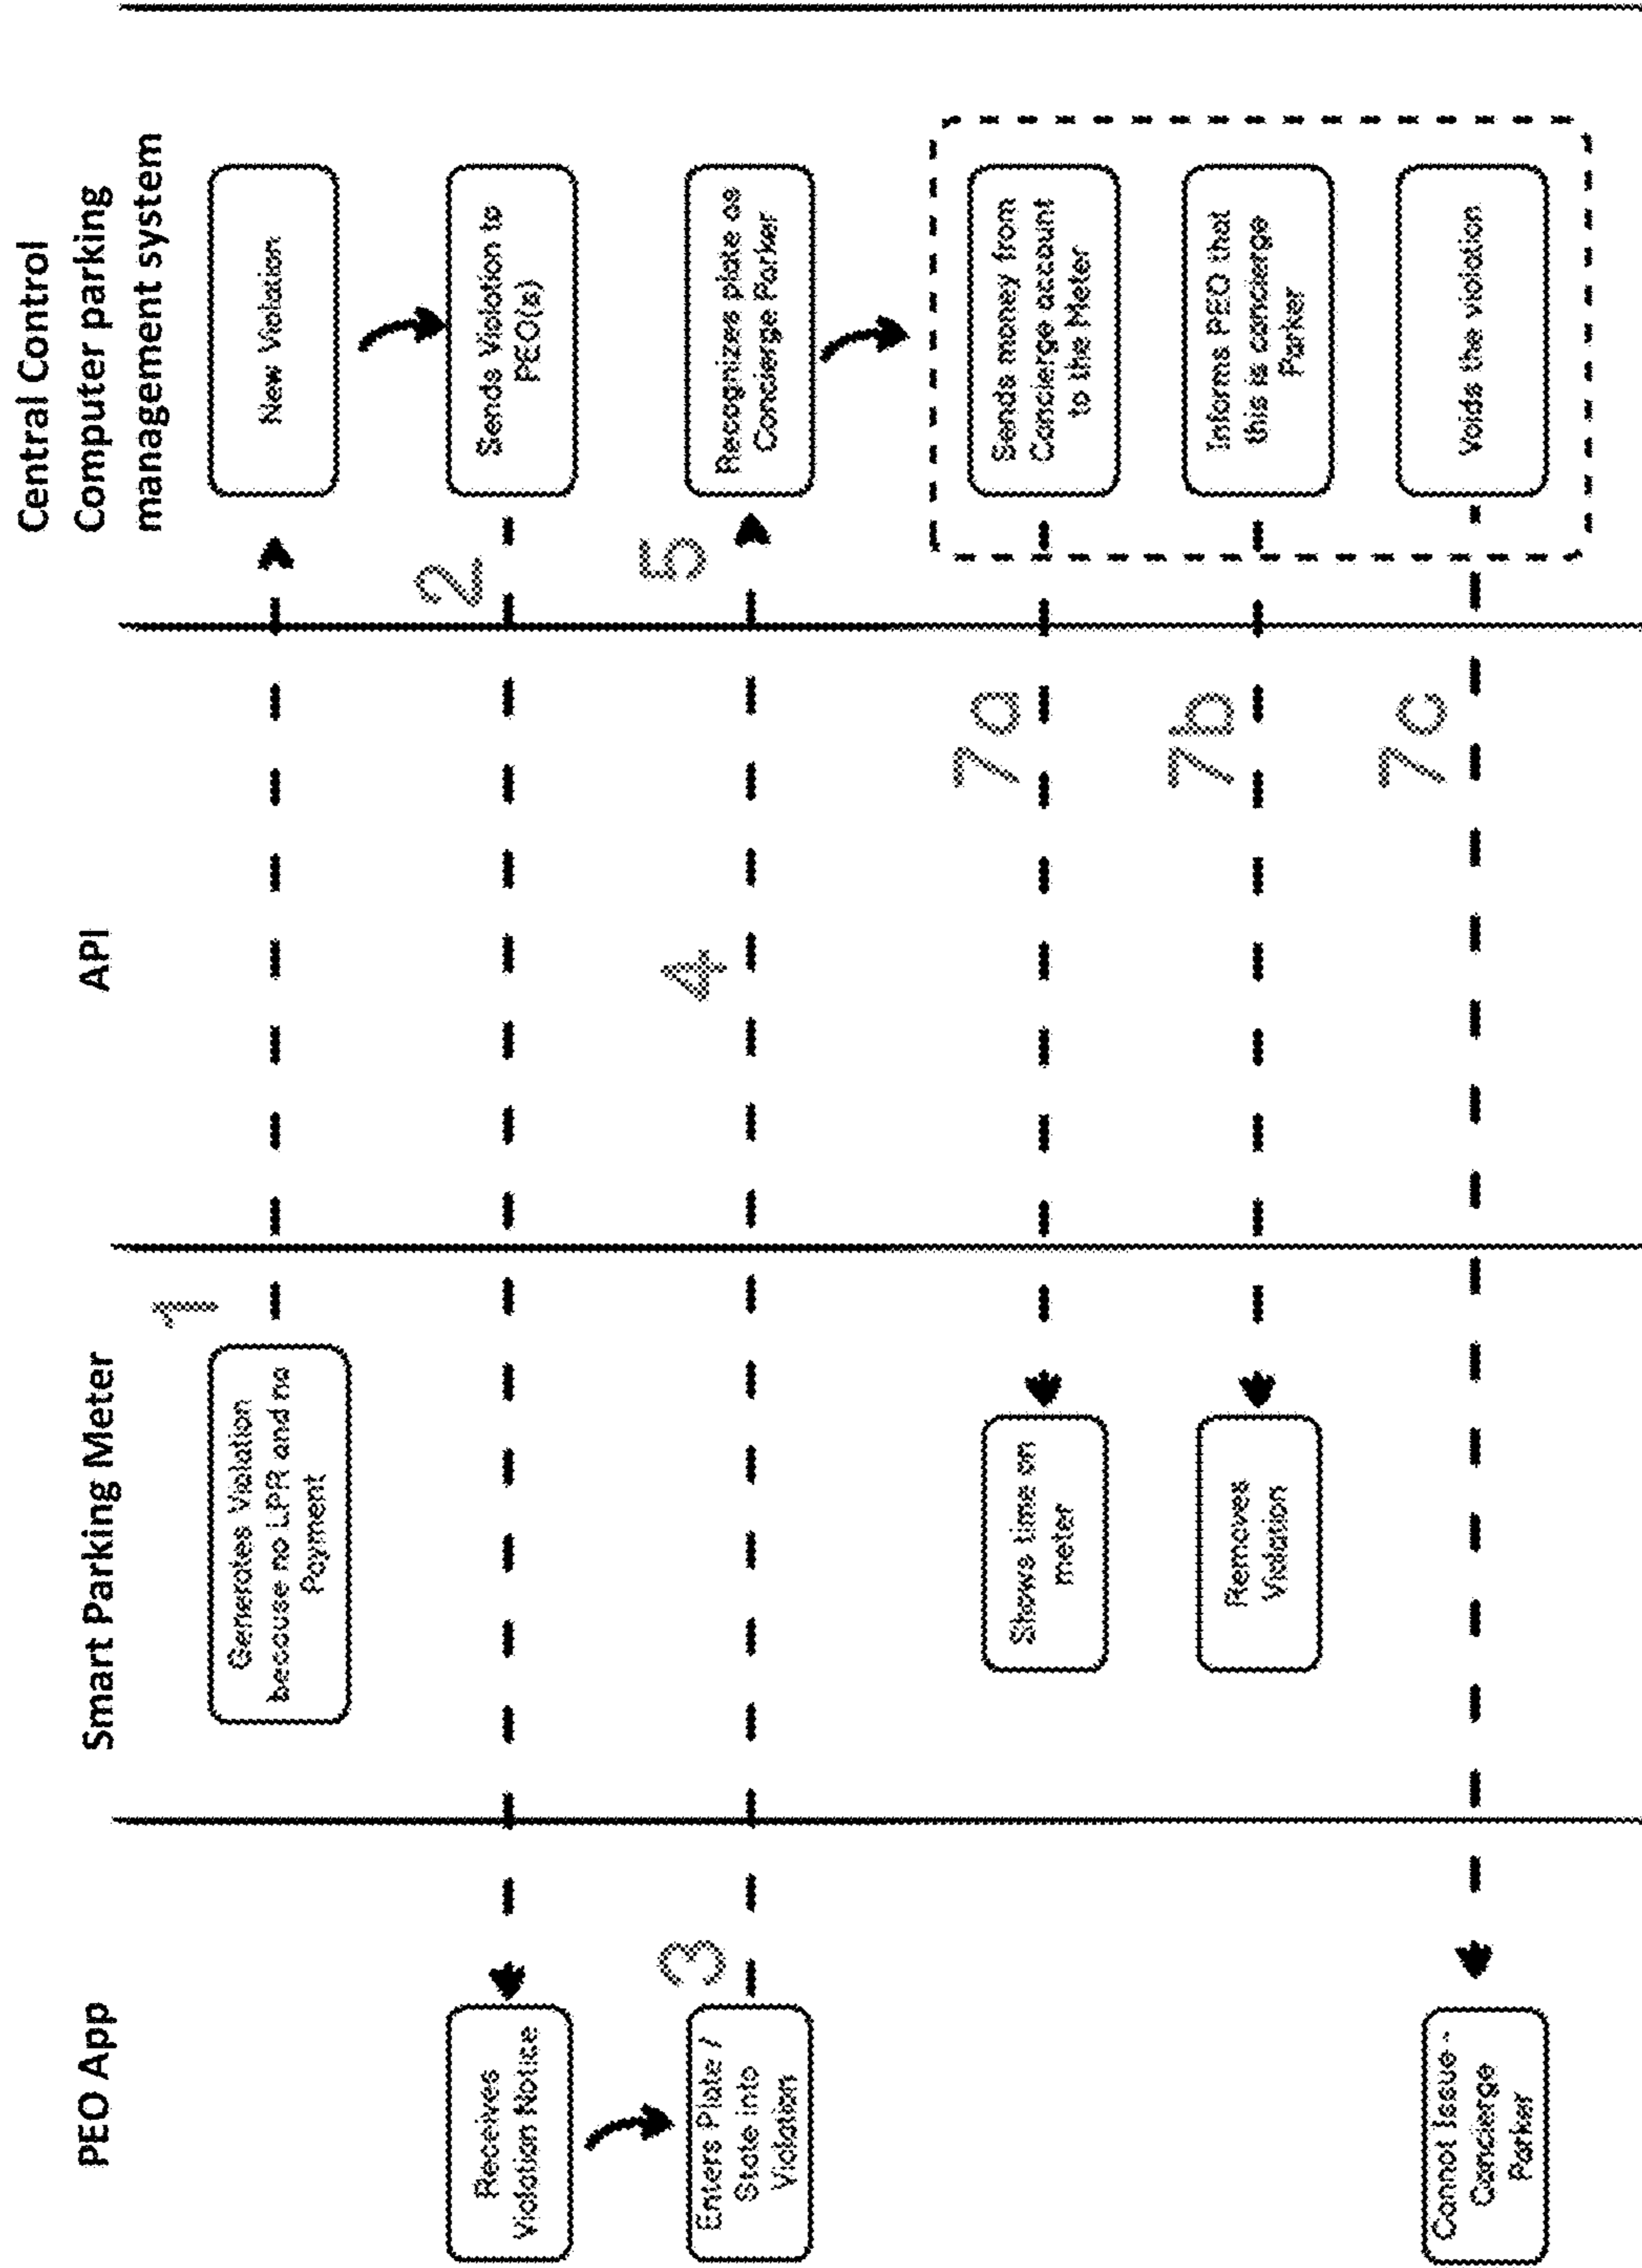 PEO App
Smart Parking Meter
API
Central Control
Computer parking
management system
1
Generates Violation
because no LPR and no
Payment
New Violation
2
Receives
Violation Notice
Sends Violation to
PEO(s)
3
4
5
Enters Plate /
State into
Violation
Recognizes plate as
Concierge Parker
7a
Shows time on
meter
Sends money from
Concierge account
to the Meter
7b
Removes
Violation
Informs PEO that
this is concierge
Parker
7c
Cannot Issue -
Concierge
Parker
Voids the violation